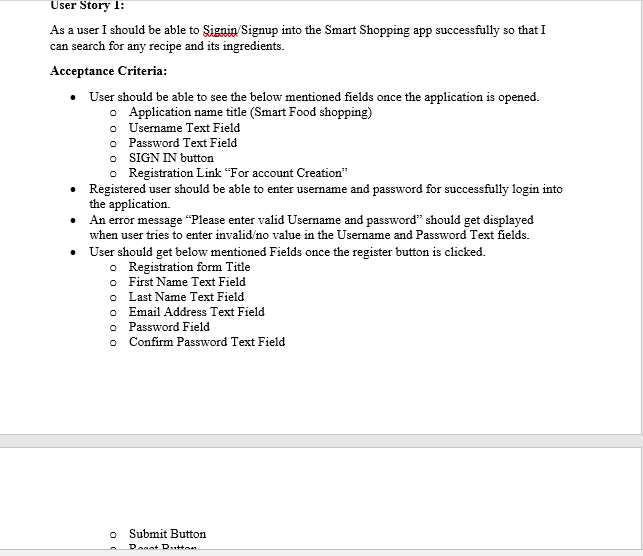 User Story 1:
As a user I should be able to Signin/Signup into the Smart Shopping app successfully so that I
can search for any recipe and its ingredients.
Acceptance Criteria:
• User should be able to see the below mentioned fields once the application is opened.
o Application name title (Smart Food shopping)
o Username Text Field
o Password Text Field
o SIGN IN button
o Registration Link “For account Creation”
• Registered user should be able to enter username and password for successfully login into
the application.
• An error message “Please enter valid Username and password” should get displayed
when user tries to enter invalid/no value in the Username and Password Text fields.
• User should get below mentioned Fields once the register button is clicked.
o Registration form Title
o First Name Text Field
o Last Name Text Field
o Email Address Text Field
o Password Field
o Confirm Password Text Field
o Submit Button
o Reset Button